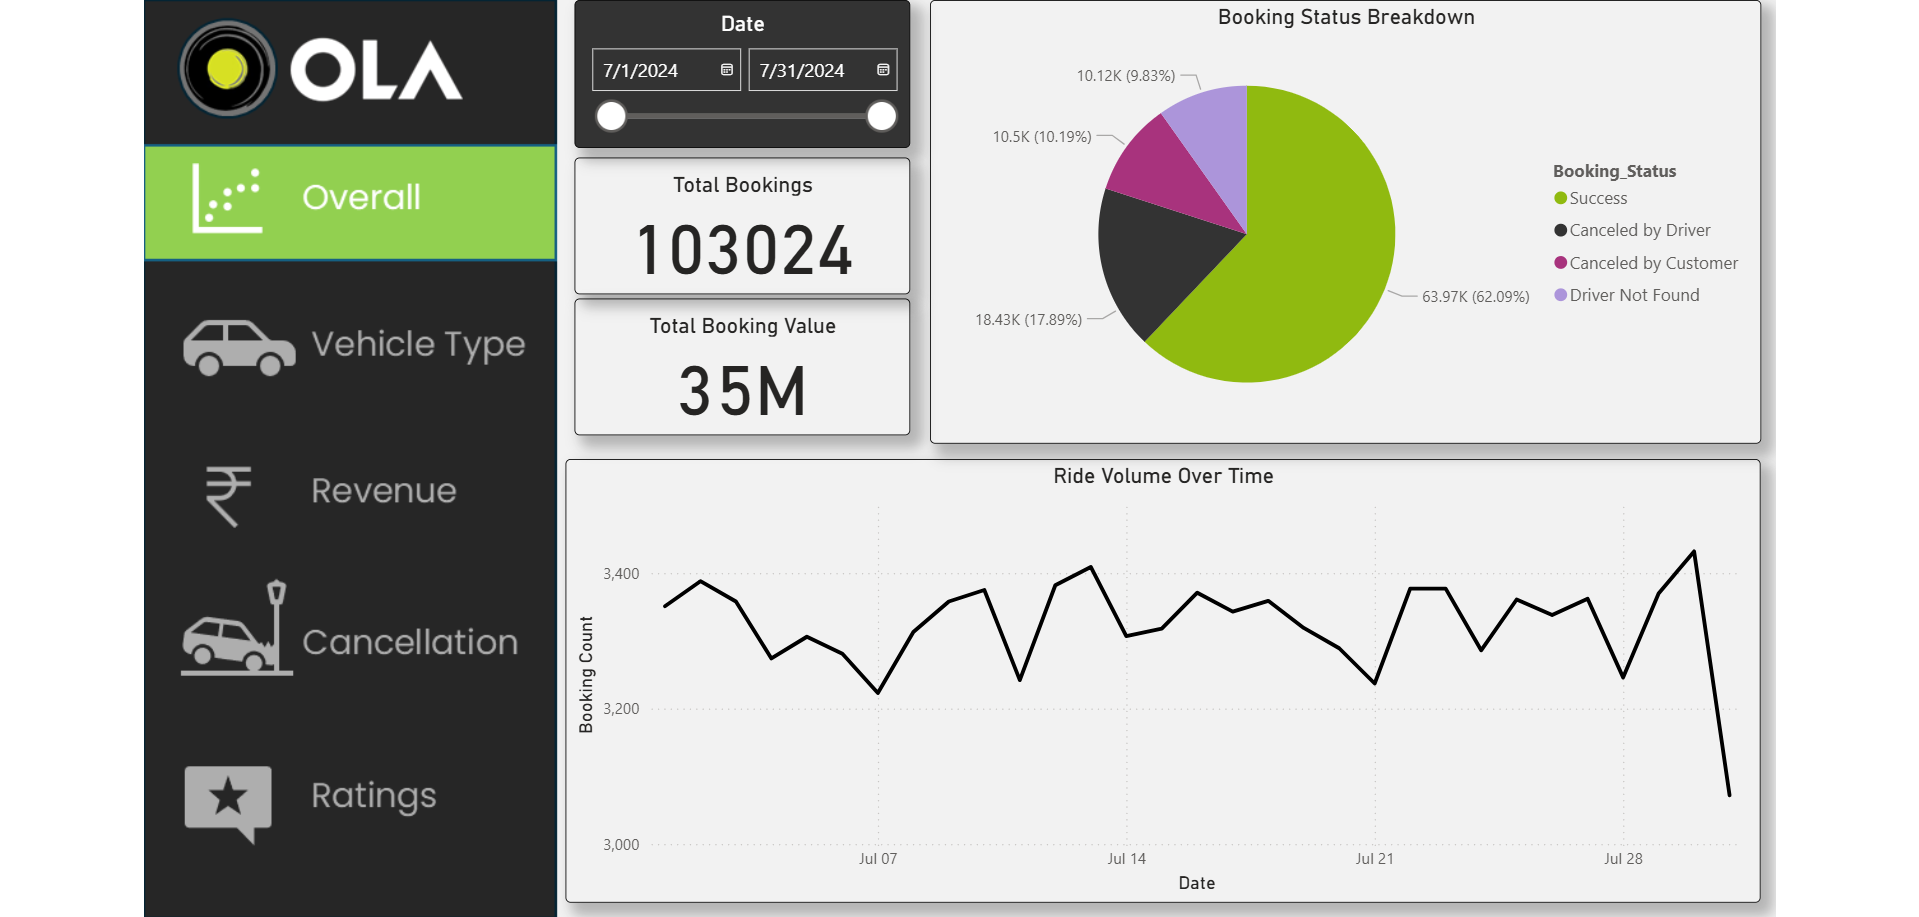 OLA
Overall
Vehicle Type
Revenue
Cancellation
Ratings
Date
7/1/2024
7/31/2024
Total Bookings
103024
Total Booking Value
35M
Booking Status Breakdown
10.12K (9.83%)
10.5K (10.19%)
18.43K (17.89%)
63.97K (62.09%)
Booking_Status
Success
Canceled by Driver
Canceled by Customer
Driver Not Found
Ride Volume Over Time
Booking Count
3,400
3,200
3,000
Jul 07
Jul 14
Jul 21
Jul 28
Date